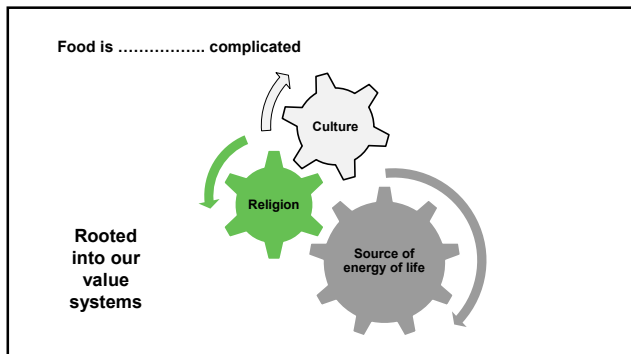 Food is ……………..  complicated
Culture
Religion
Source of
energy of life
Rooted
into our
value
systems